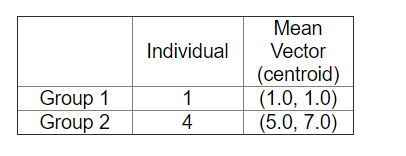 Individual Mean
Vector
(centroid)
Group 1 1 (1.0, 1.0)
Group 2 4 (5.0, 7.0)